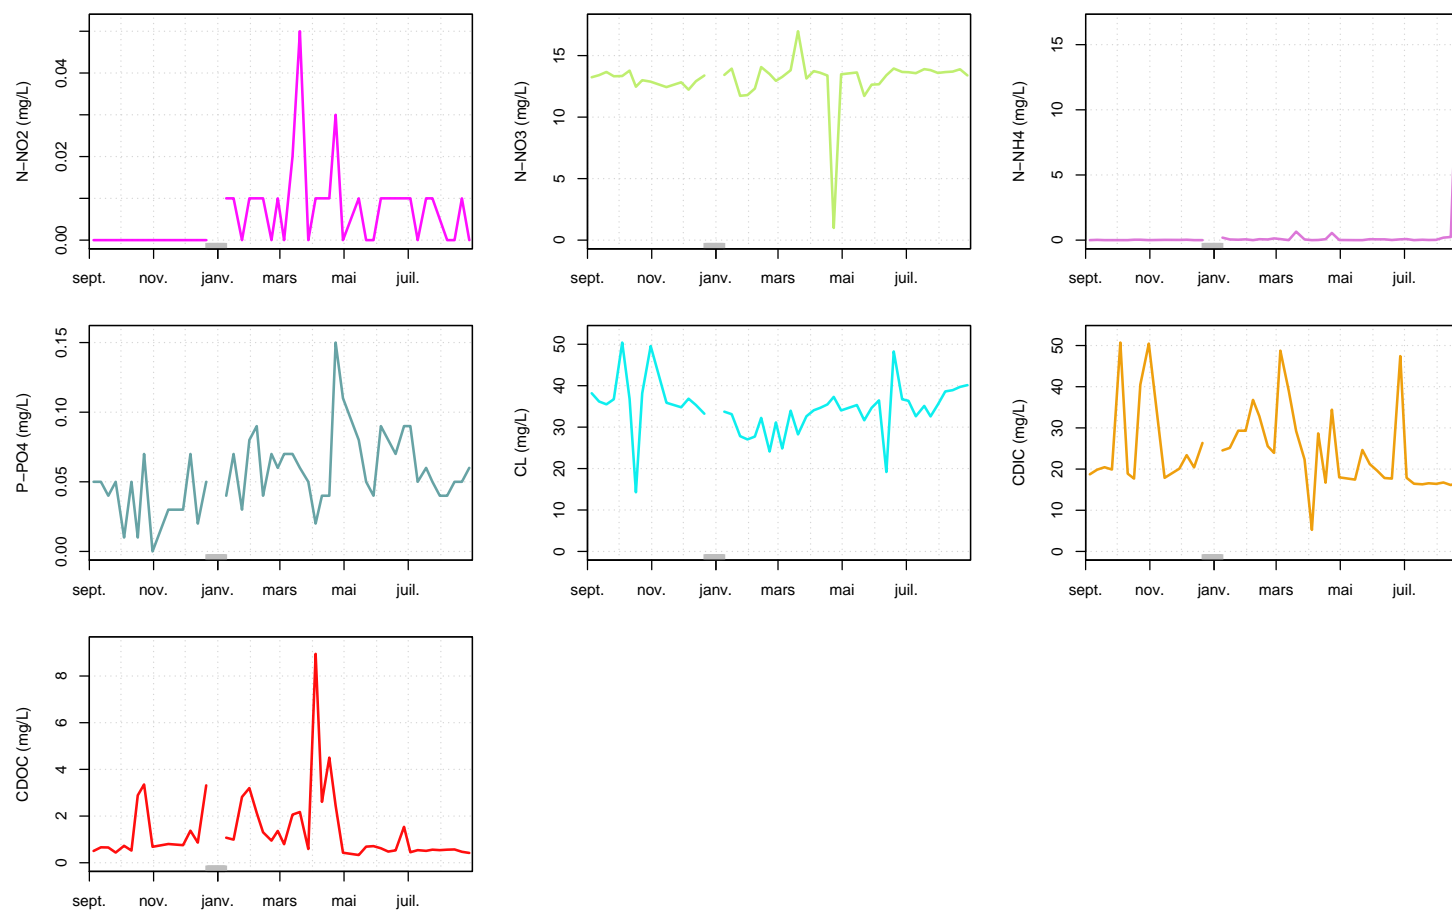 N−NO2 (mg/L)
0.00
0.02
0.04
sept.
nov.
janv.
mars
mai
juil.
N−NO3 (mg/L)
0
5
10
15
sept.
nov.
janv.
mars
mai
juil.
N−NH4 (mg/L)
0
5
10
15
sept.
nov.
janv.
mars
mai
juil.
P−PO4 (mg/L)
0.00
0.05
0.10
0.15
sept.
nov.
janv.
mars
mai
juil.
CL (mg/L)
0
10
20
30
40
50
sept.
nov.
janv.
mars
mai
juil.
CDIC (mg/L)
0
10
20
30
40
50
sept.
nov.
janv.
mars
mai
juil.
CDOC (mg/L)
0
2
4
6
8
sept.
nov.
janv.
mars
mai
juil.